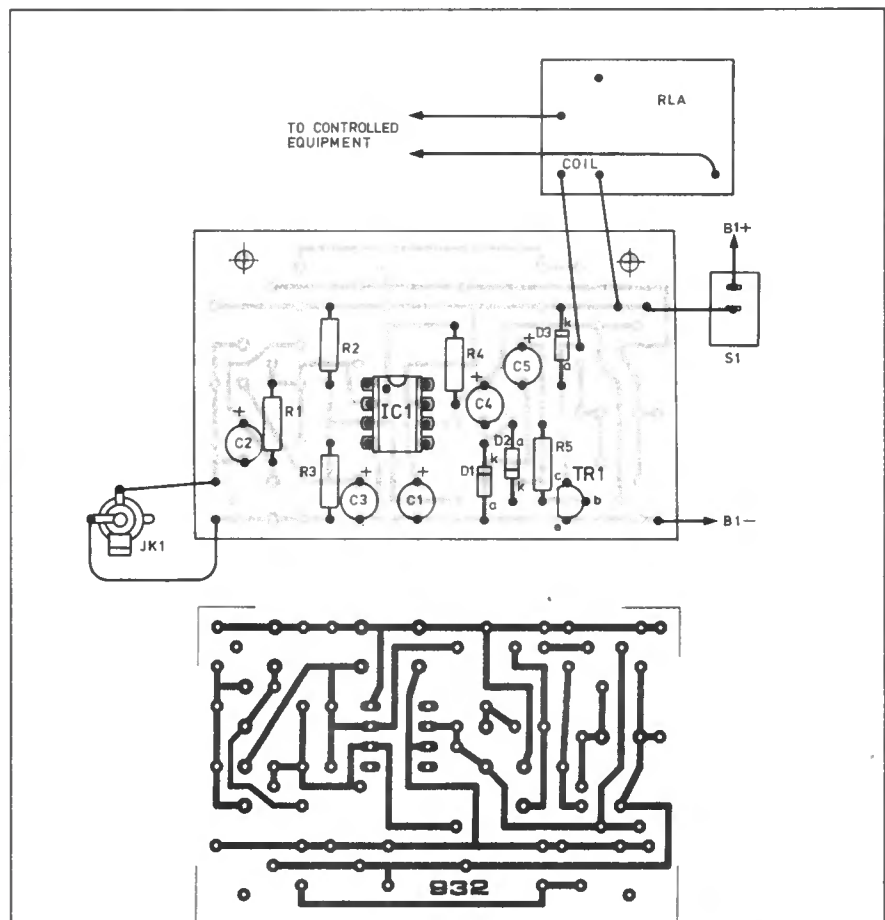 RLA
TO CONTROLLED
EQUIPMENT
COIL
B1+
S1
R2
R4
C5
+
D3
k
a
+
C4
IC1
+
C2
R1
R3
+
C3
+
C1
D1
k
a
D2
a
k
R5
c
TR1
b
e
B1−
JK1
932